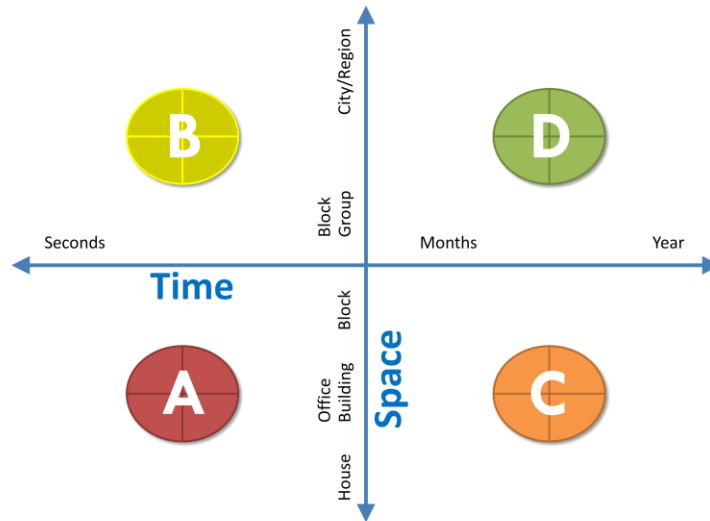 City/Region
B
D
Block
Group
Seconds
Months
Year
Time
Block
Space
A
Office
Building
C
House